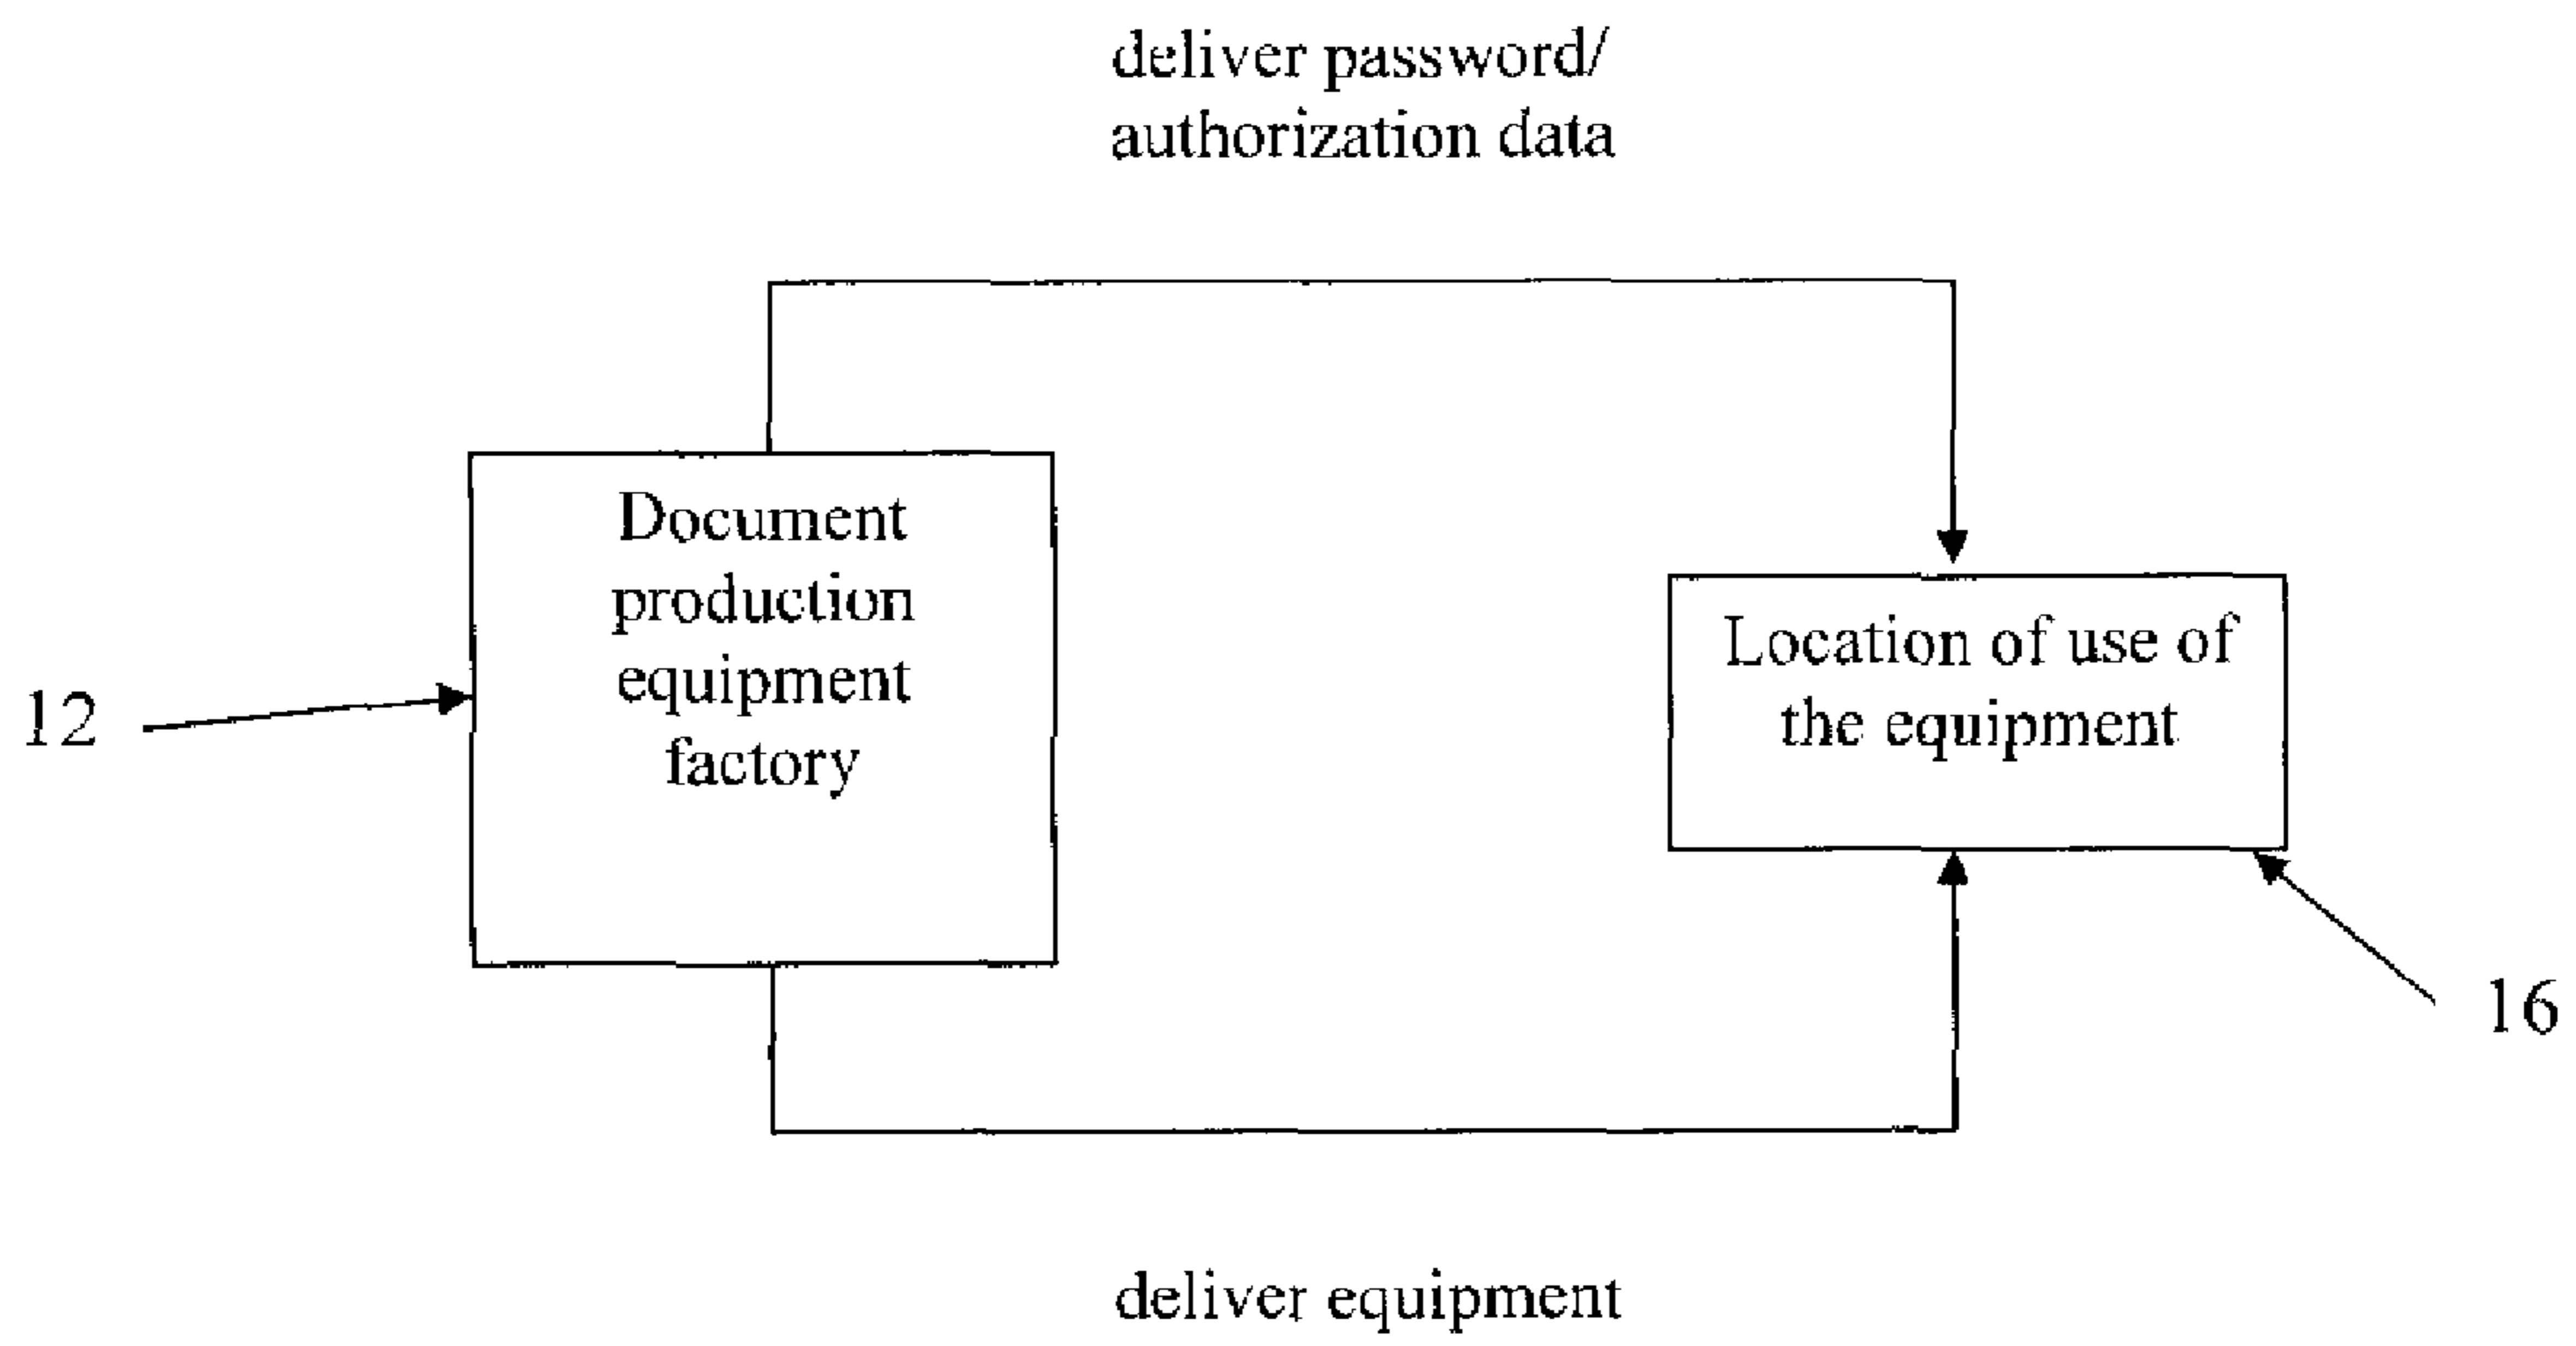 deliver password/
authorization data
Document
production
equipment
factory
Location of use of
the equipment
12
16
deliver equipment